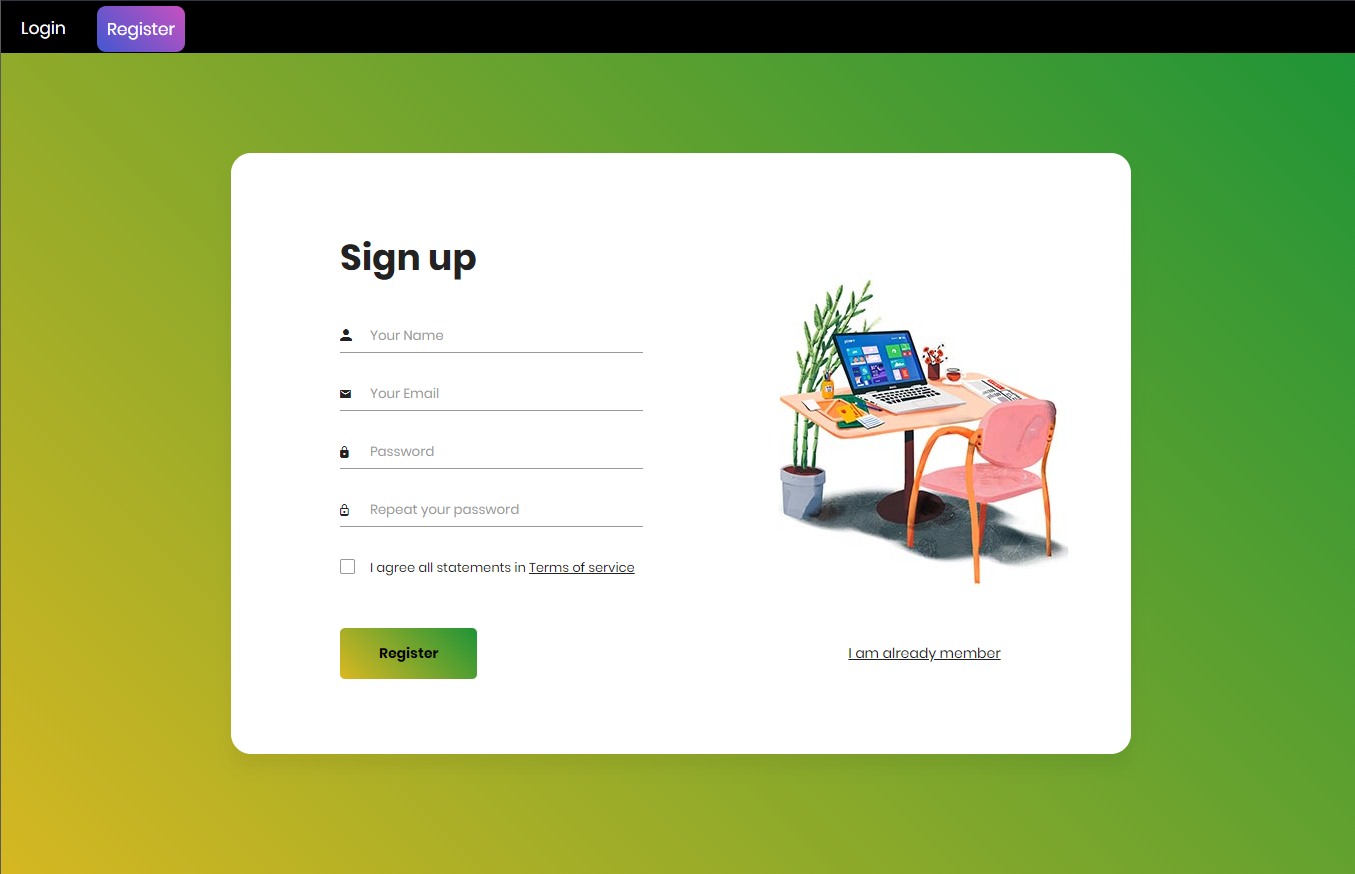 Login
Register
Sign up
Your Name
Your Email
Password
Repeat your password
I agree all statements in Terms of service
Register
I am already member